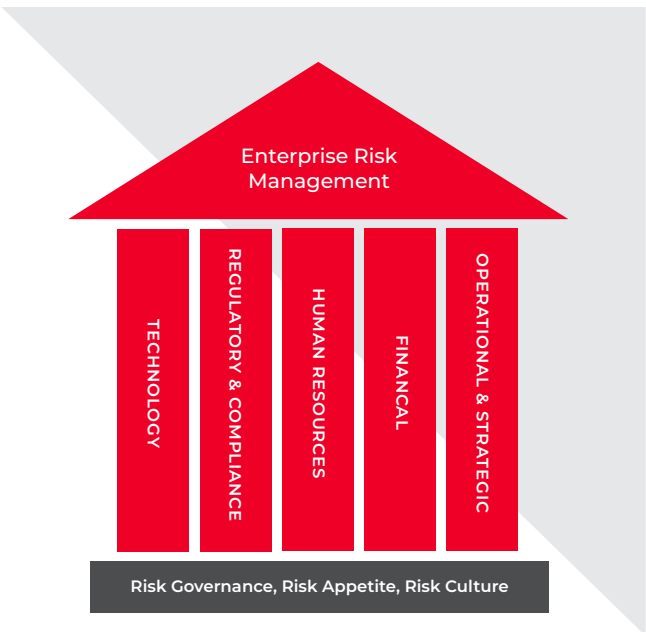 Enterprise Risk
Management
TECHNOLOGY
REGULATORY & COMPLIANCE
HUMAN RESOURCES
FINANCAL
OPERATIONAL & STRATEGIC
Risk Governance, Risk Appetite, Risk Culture